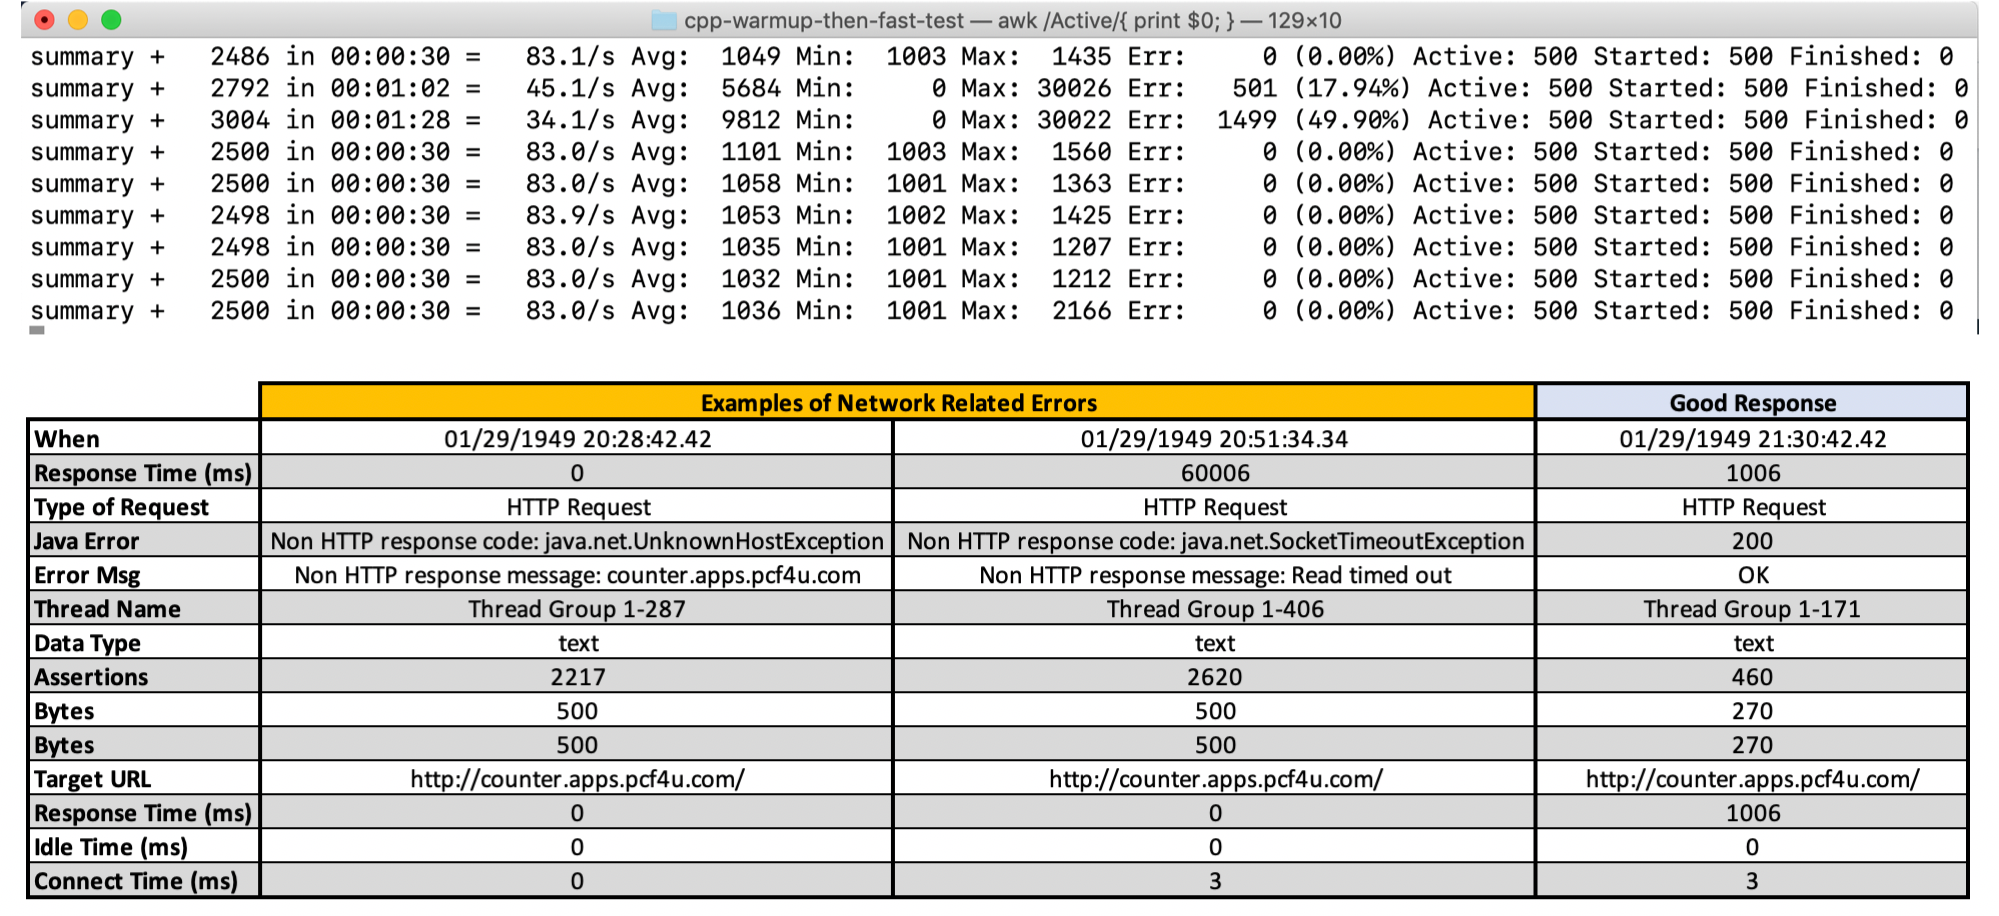 cpp-warmup-then-fast-test — awk /Active/{ print $0; } — 129×10
summary +   2486 in 00:00:30 =   83.1/s Avg:  1049 Min:  1003 Max:  1435 Err:     0 (0.00%) Active: 500 Started: 500 Finished: 0
summary +   2792 in 00:01:02 =   45.1/s Avg:  5684 Min:     0 Max: 30026 Err:   501 (17.94%) Active: 500 Started: 500 Finished: 0
summary +   3004 in 00:01:28 =   34.1/s Avg:  9812 Min:     0 Max: 30022 Err:  1499 (49.90%) Active: 500 Started: 500 Finished: 0
summary +   2500 in 00:00:30 =   83.0/s Avg:  1101 Min:  1003 Max:  1560 Err:     0 (0.00%) Active: 500 Started: 500 Finished: 0
summary +   2500 in 00:00:30 =   83.0/s Avg:  1058 Min:  1001 Max:  1363 Err:     0 (0.00%) Active: 500 Started: 500 Finished: 0
summary +   2498 in 00:00:30 =   83.9/s Avg:  1053 Min:  1002 Max:  1425 Err:     0 (0.00%) Active: 500 Started: 500 Finished: 0
summary +   2498 in 00:00:30 =   83.0/s Avg:  1035 Min:  1001 Max:  1207 Err:     0 (0.00%) Active: 500 Started: 500 Finished: 0
summary +   2500 in 00:00:30 =   83.0/s Avg:  1032 Min:  1001 Max:  1212 Err:     0 (0.00%) Active: 500 Started: 500 Finished: 0
summary +   2500 in 00:00:30 =   83.0/s Avg:  1036 Min:  1001 Max:  2166 Err:     0 (0.00%) Active: 500 Started: 500 Finished: 0
Examples of Network Related Errors Good Response
When 01/29/1949 20:28:42.42 01/29/1949 20:51:34.34 01/29/1949 21:30:42.42
Response Time (ms) 0 60006 1006
Type of Request HTTP Request HTTP Request HTTP Request
Java Error Non HTTP response code: java.net.UnknownHostException Non HTTP response code: java.net.SocketTimeoutException 200
Error Msg Non HTTP response message: counter.apps.pcf4u.com Non HTTP response message: Read timed out OK
Thread Name Thread Group 1-287 Thread Group 1-406 Thread Group 1-171
Data Type text text text
Assertions 2217 2620 460
Bytes 500 500 270
Bytes 500 500 270
Target URL http://counter.apps.pcf4u.com/ http://counter.apps.pcf4u.com/ http://counter.apps.pcf4u.com/
Response Time (ms) 0 0 1006
Idle Time (ms) 0 0 0
Connect Time (ms) 0 3 3